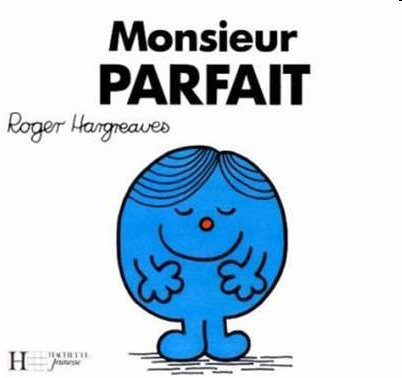 Monsieur
PARFAIT
Roger Hargreaves
H HACHETTE
Jeunesse